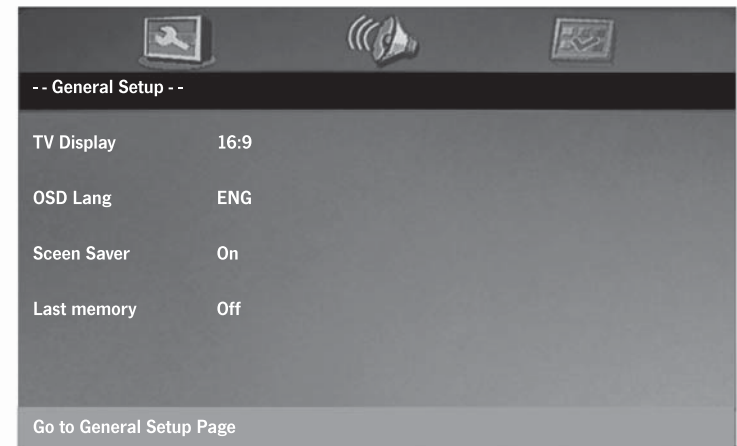 - - General Setup - -
TV Display 16:9
OSD Lang ENG
Sceen Saver On
Last memory Off
Go to General Setup Page